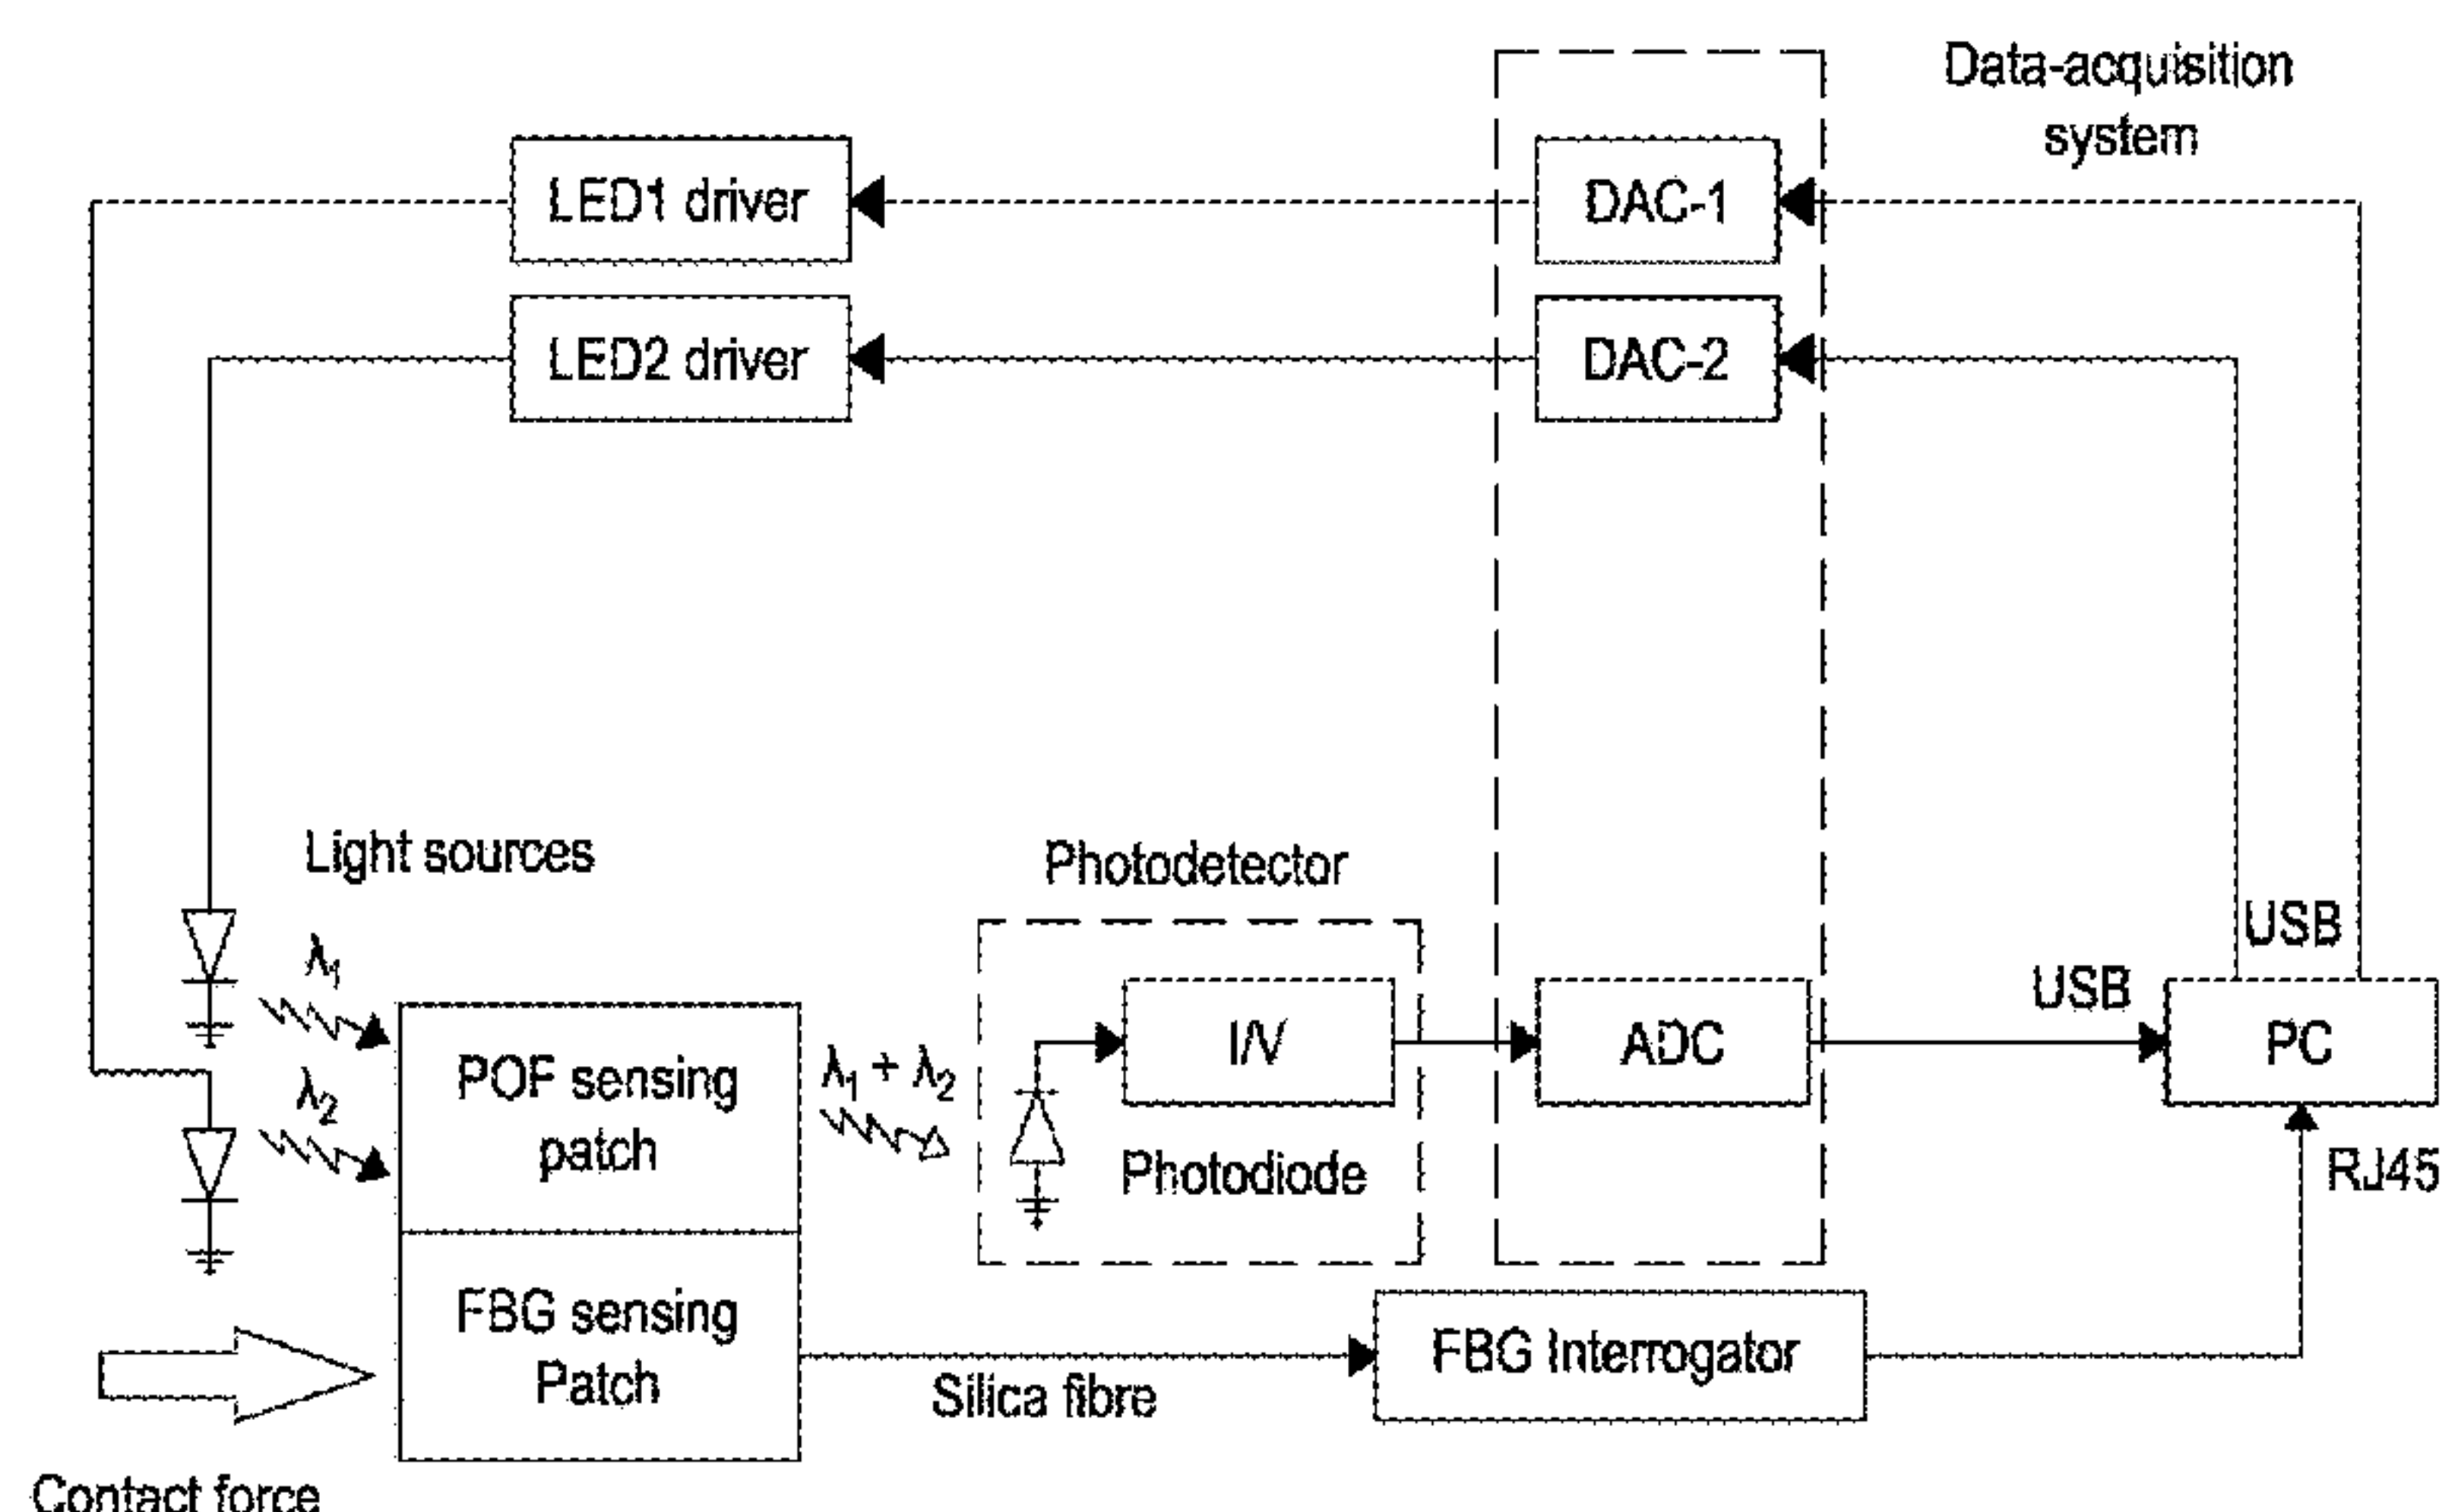 Data-acquisition
system
LED1 driver
DAC-1
LED2 driver
DAC-2
Light sources
Photodetector
USB
λ1
USB
I/V
ADC
PC
POF sensing
patch
λ1 + λ2
λ2
Photodiode
RJ45
FBG sensing
Patch
FBG Interrogator
Silica fibre
Contact force